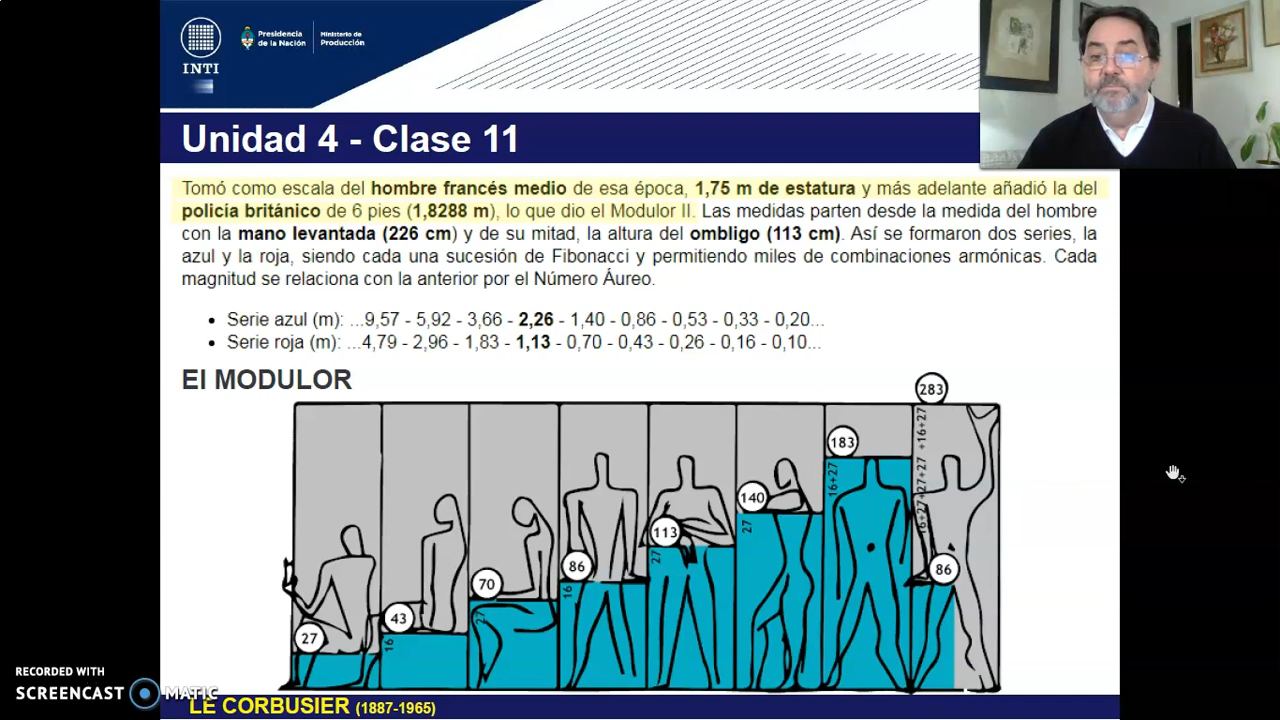 INTI
Presidencia
de la Nación
Ministerio de
Producción
Unidad 4 - Clase 11
Tomó como escala del hombre francés medio de esa época, 1,75 m de estatura y más adelante añadió la del
policía británico de 6 pies (1,8288 m), lo que dio el Modulor II. Las medidas parten desde la medida del hombre
con la mano levantada (226 cm) y de su mitad, la altura del ombligo (113 cm). Así se formaron dos series, la
azul y la roja, siendo cada una sucesión de Fibonacci y permitiendo miles de combinaciones armónicas. Cada
magnitud se relaciona con la anterior por el Número Áureo.
• Serie azul (m): ...9,57 - 5,92 - 3,66 - 2,26 - 1,40 - 0,86 - 0,53 - 0,33 - 0,20...
• Serie roja (m): ...4,79 - 2,96 - 1,83 - 1,13 - 0,70 - 0,43 - 0,26 - 0,16 - 0,10...
El MODULOR
27
43
16
70
27
86
16
113
27
140
27
183
16+27
283
16+27+27+27 +16+27
86
RECORDED WITH
SCREENCAST MATIC
LE CORBUSIER (1887-1965)